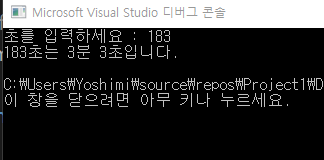 Microsoft Visual Studio 디버그 콘솔
초를 입력하세요 : 183
183초는 3분 3초입니다.
C:₩Users₩Yoshimi₩source₩repos₩Project1₩D
이 창을 닫으려면 아무 키나 누르세요.